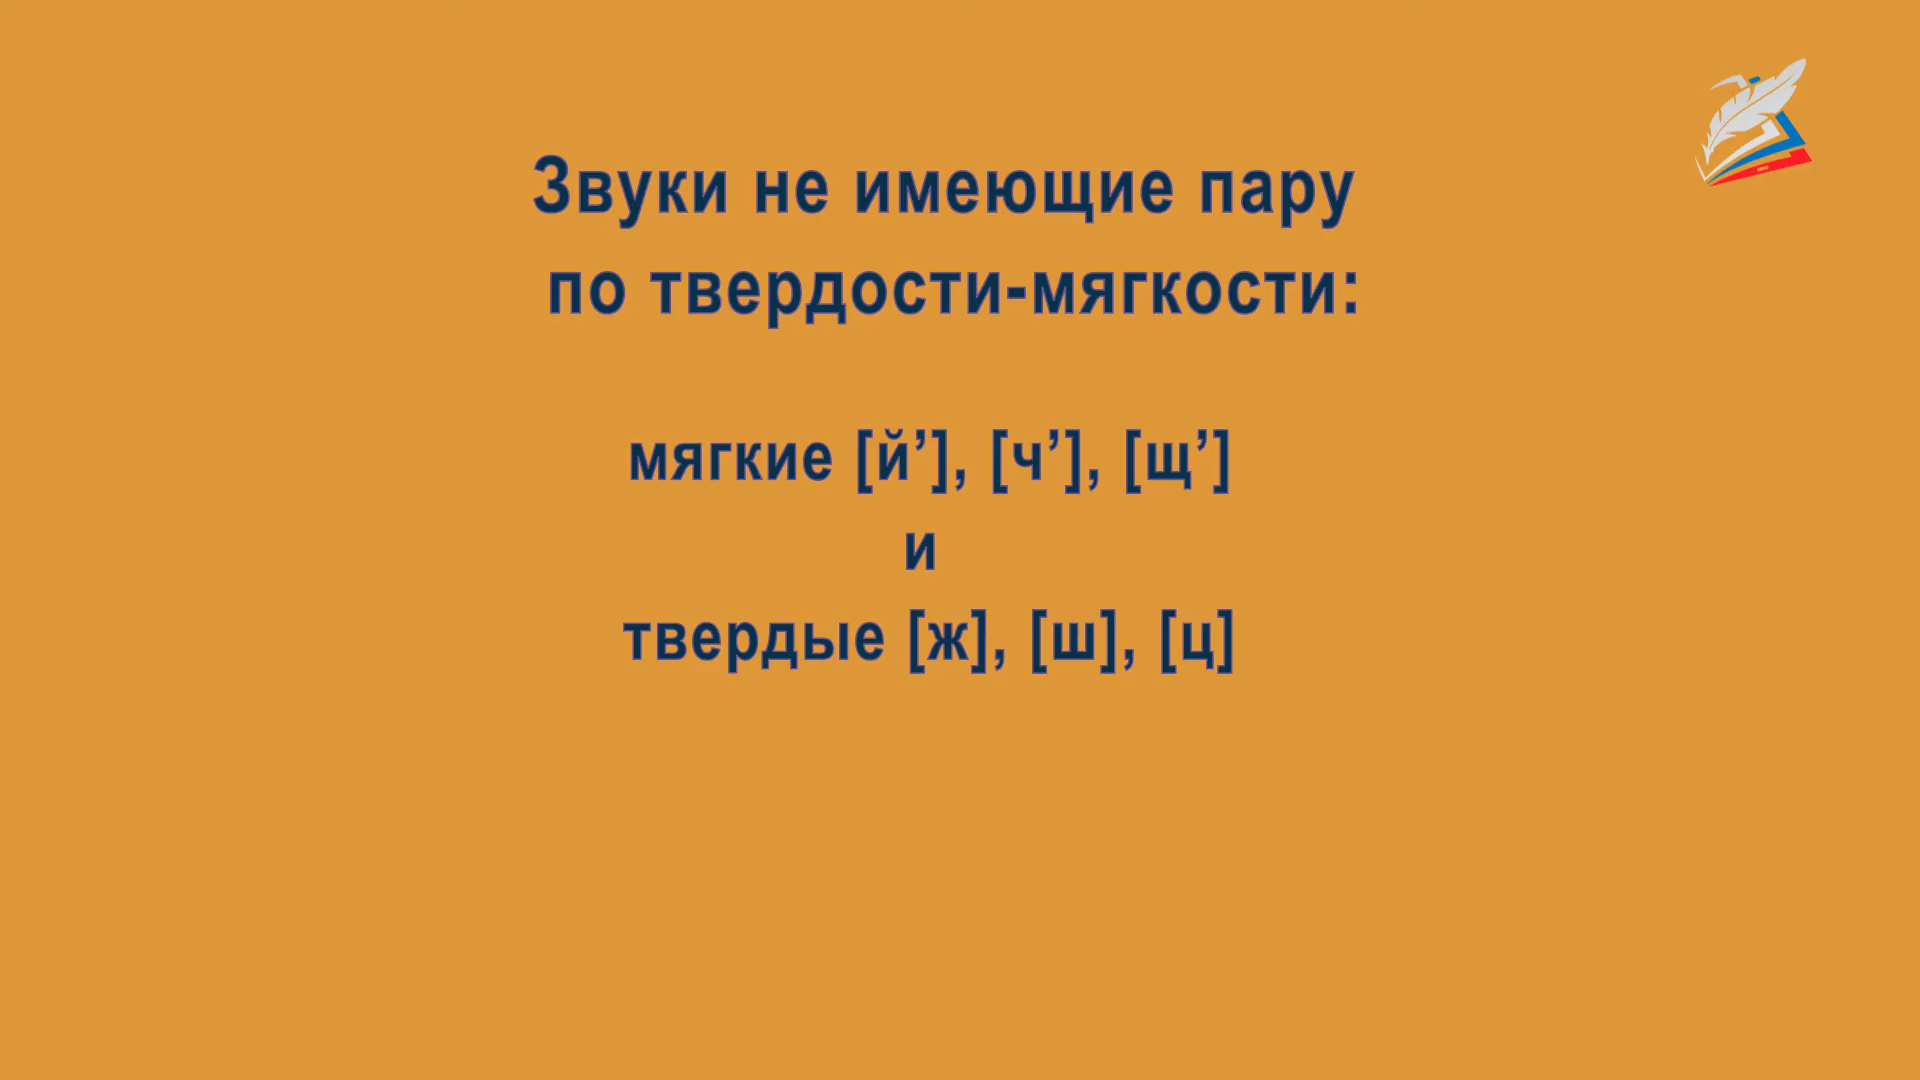 Звуки не имеющие пару
по твердости-мягкости:
мягкие [й’], [ч’], [щ’]
и
твердые [ж], [ш], [ц]